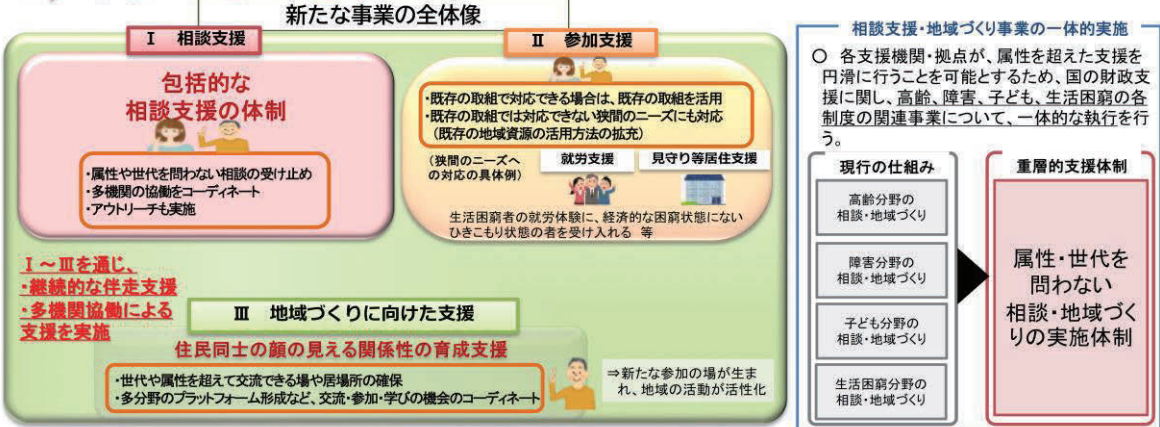 新たな事業の全体像
Ⅰ 相談支援
包括的な
相談支援の体制
・属性や世代を問わない相談の受け止め
・多機関の協働をコーディネート
・アウトリーチも実施
Ⅱ 参加支援
・既存の取組で対応できる場合は、既存の取組を活用
・既存の取組では対応できない狭間のニーズにも対応
（既存の地域資源の活用方法の拡充）
（狭間のニーズへ
の対応の具体例）
就労支援
見守り等居住支援
生活困窮者の就労体験に、経済的な困窮状態にない
ひきこもり状態の者を受け入れる 等
Ⅰ～Ⅲを通じ、
・継続的な伴走支援
・多機関協働による
支援を実施
Ⅲ 地域づくりに向けた支援
住民同士の顔の見える関係性の育成支援
・世代や属性を超えて交流できる場や居場所の確保
・多分野のプラットフォーム形成など、交流・参加・学びの機会のコーディネート
⇒新たな参加の場が生ま
れ、地域の活動が活性化
相談支援・地域づくり事業の一体的実施
○ 各支援機関・拠点が、属性を超えた支援を
円滑に行うことを可能とするため、国の財政支
援に関し、高齢、障害、子ども、生活困窮の各
制度の関連事業について、一体的な執行を行
う。
現行の仕組み
高齢分野の
相談・地域づくり
障害分野の
相談・地域づくり
子ども分野の
相談・地域づくり
生活困窮分野の
相談・地域づくり
重層的支援体制
属性・世代を
問わない
相談・地域づく
りの実施体制